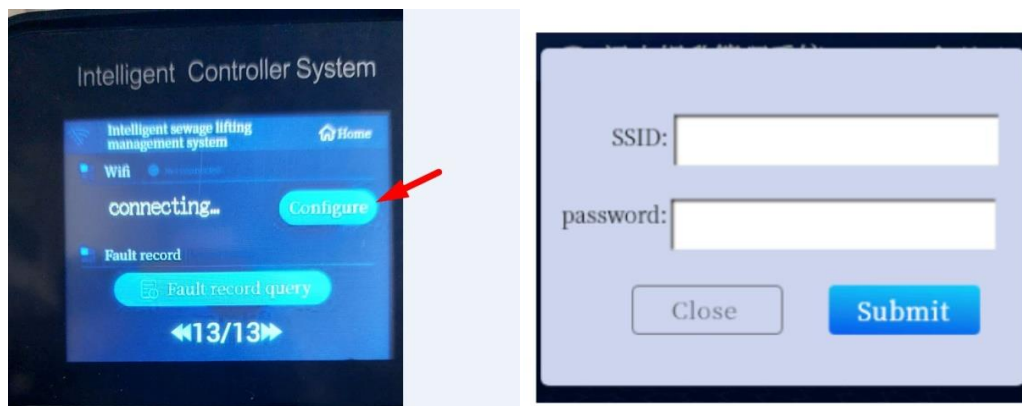 Intelligent Controller System
Intelligent sewage lifting
management system
Home
Wifi
connecting...
Configure
Fault record
Fault record query
13/13
SSID:
password:
Close
Submit